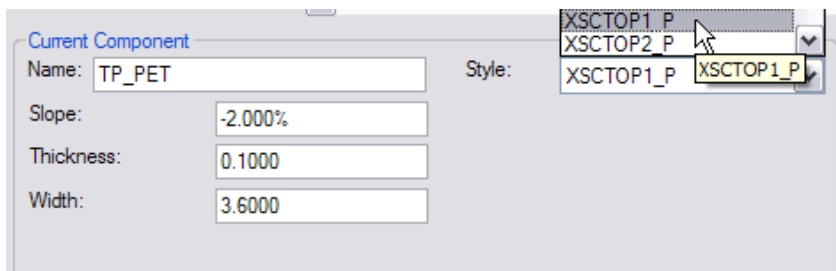 XSCTOP1_P
XSCTOP2_P
Current Component
Name: TP_PET Style: XSCTOP1_P XSCTOP1_P
Slope: -2.000%
Thickness: 0.1000
Width: 3.6000